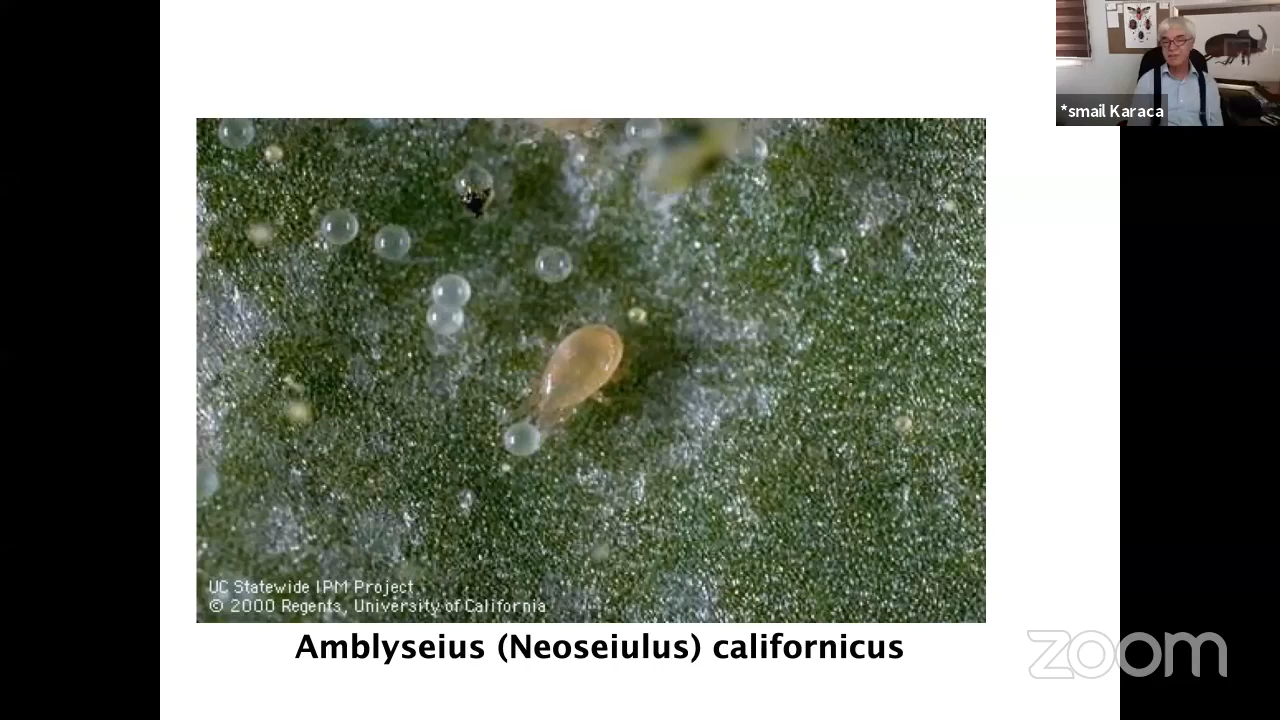 *smail Karaca
UC Statewide IPM Project
© 2000 Regents, University of California
Amblyseius (Neoseiulus) californicus
zoom